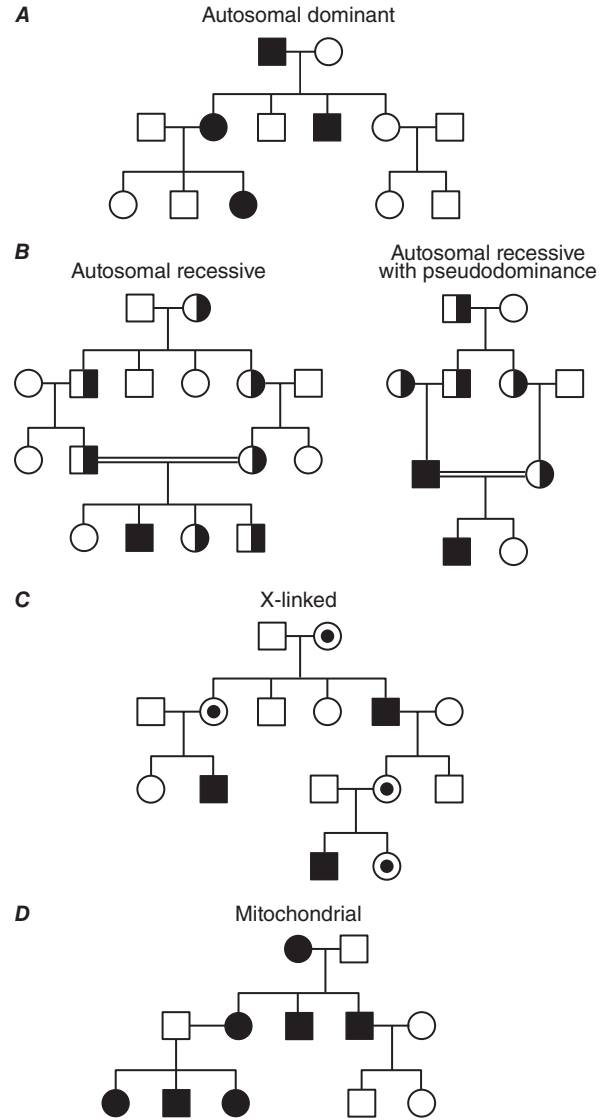 A
Autosomal dominant
B
Autosomal recessive
Autosomal recessive
with pseudodominance
C
X-linked
D
Mitochondrial